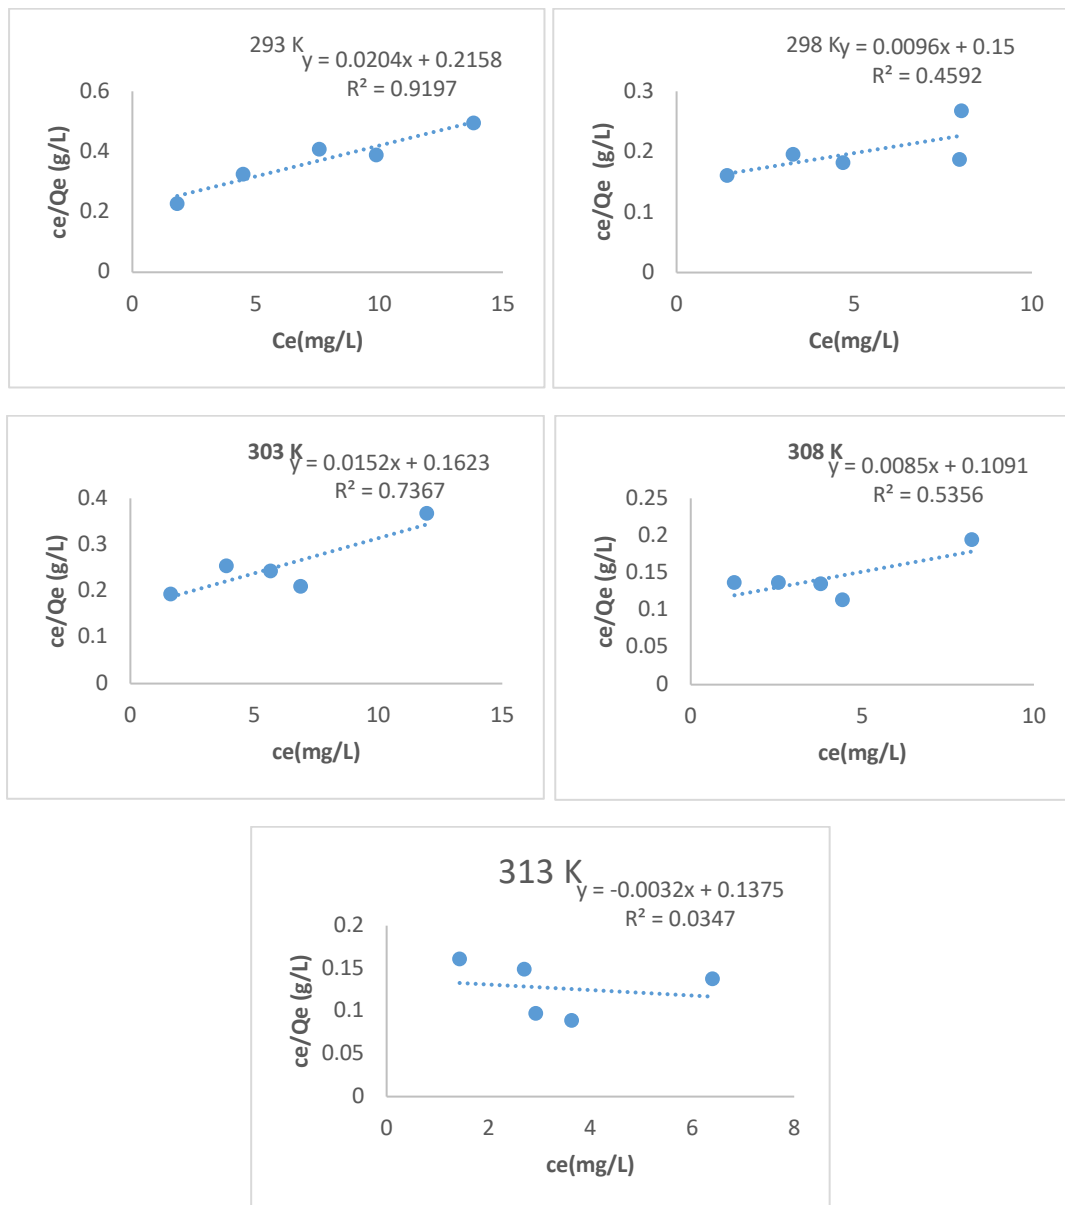 293 K
y = 0.0204x + 0.2158
R² = 0.9197
0.6
0.4
0.2
0
0 5 10 15
ce/Qe (g/L)
Ce(mg/L)
298 K
y = 0.0096x + 0.15
R² = 0.4592
0.3
0.2
0.1
0
0 5 10
ce/Qe (g/L)
Ce(mg/L)
303 K
y = 0.0152x + 0.1623
R² = 0.7367
0.4
0.3
0.2
0.1
0
0 5 10 15
ce/Qe (g/L)
ce(mg/L)
308 K
y = 0.0085x + 0.1091
R² = 0.5356
0.25
0.2
0.15
0.1
0.05
0
0 5 10
ce/Qe (g/L)
ce(mg/L)
313 K
y = -0.0032x + 0.1375
R² = 0.0347
0.2
0.15
0.1
0.05
0
0 2 4 6 8
ce/Qe (g/L)
ce(mg/L)